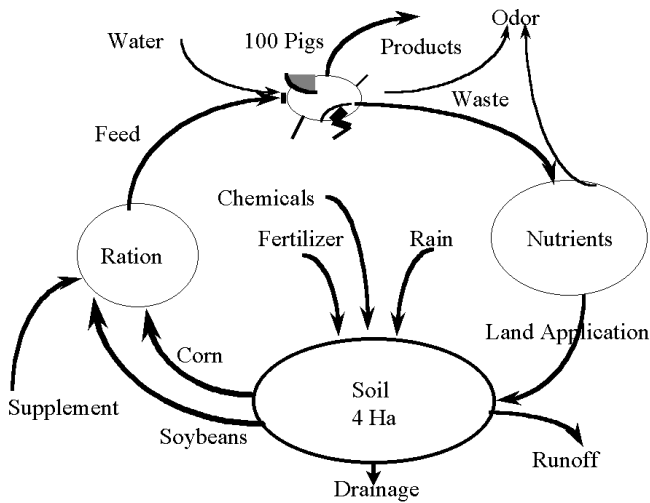 Odor
Water
100 Pigs
Products
Waste
Feed
Chemicals
Fertilizer
Rain
Nutrients
Ration
Land Application
Corn
Soil
4 Ha
Supplement
Soybeans
Runoff
Drainage